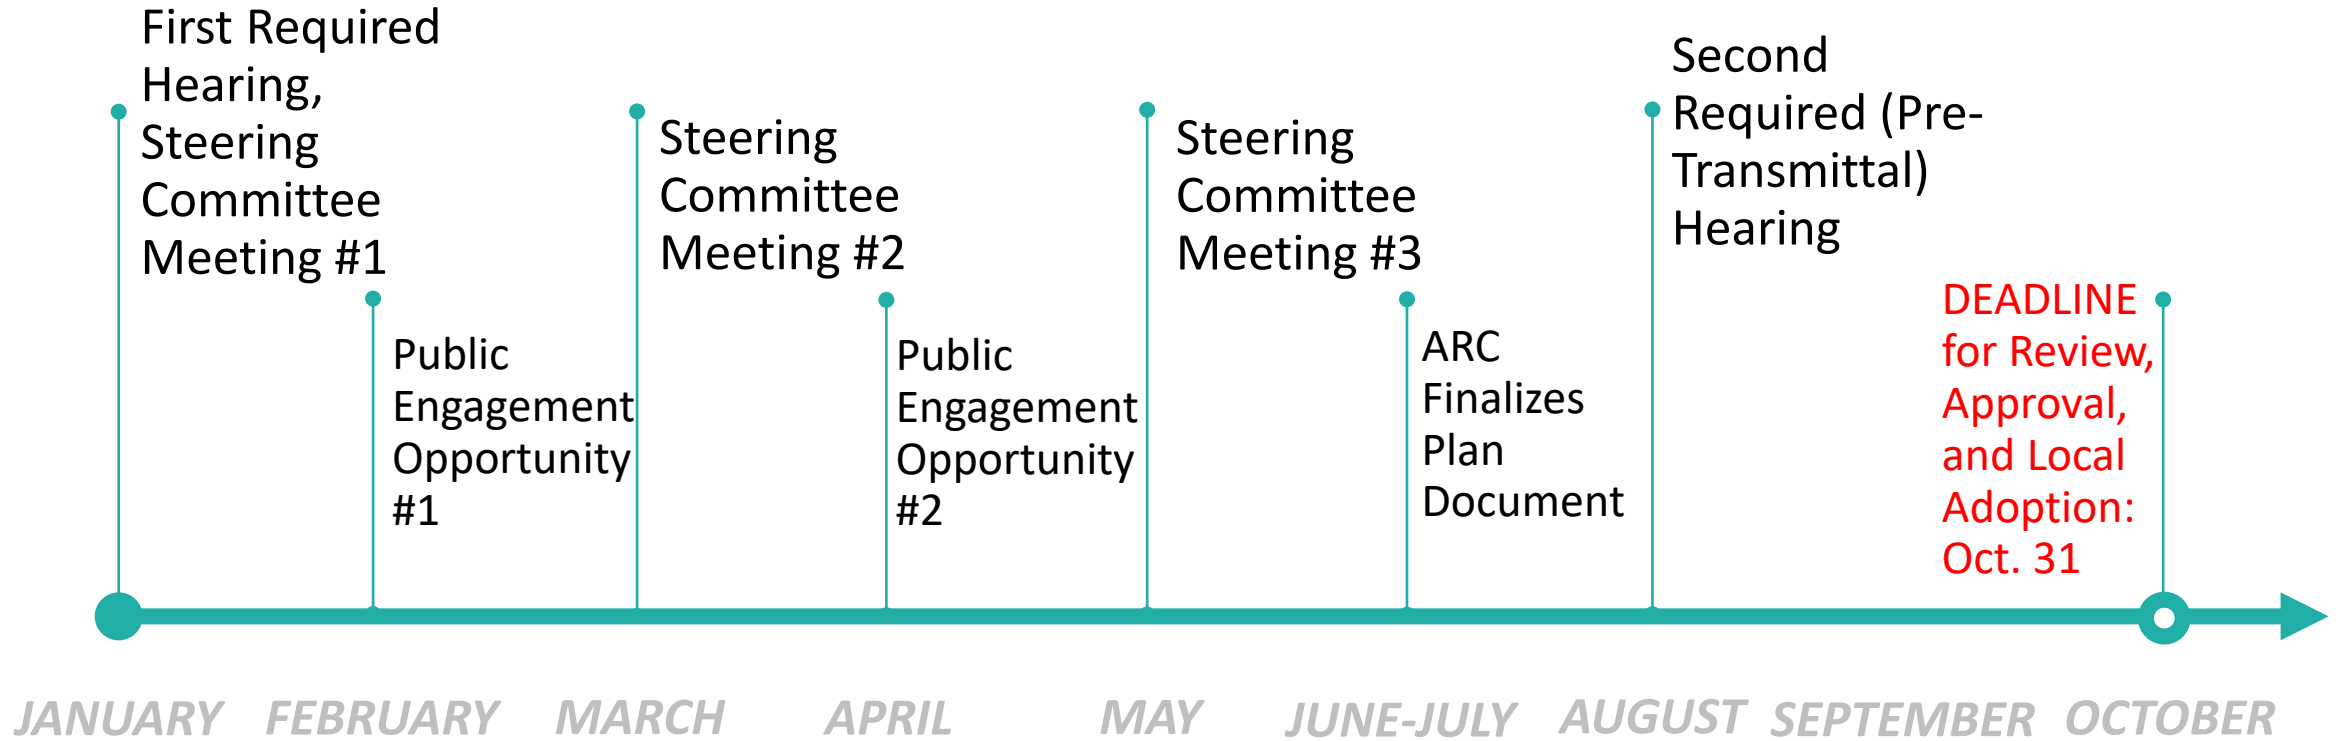 First Required
Hearing,
Steering
Committee
Meeting #1
Public
Engagement
Opportunity
#1
Steering
Committee
Meeting #2
Public
Engagement
Opportunity
#2
Steering
Committee
Meeting #3
ARC
Finalizes
Plan
Document
Second
Required (Pre-
Transmittal)
Hearing
DEADLINE
for Review,
Approval,
and Local
Adoption:
Oct. 31
JANUARY FEBRUARY MARCH APRIL MAY JUNE-JULY AUGUST SEPTEMBER OCTOBER